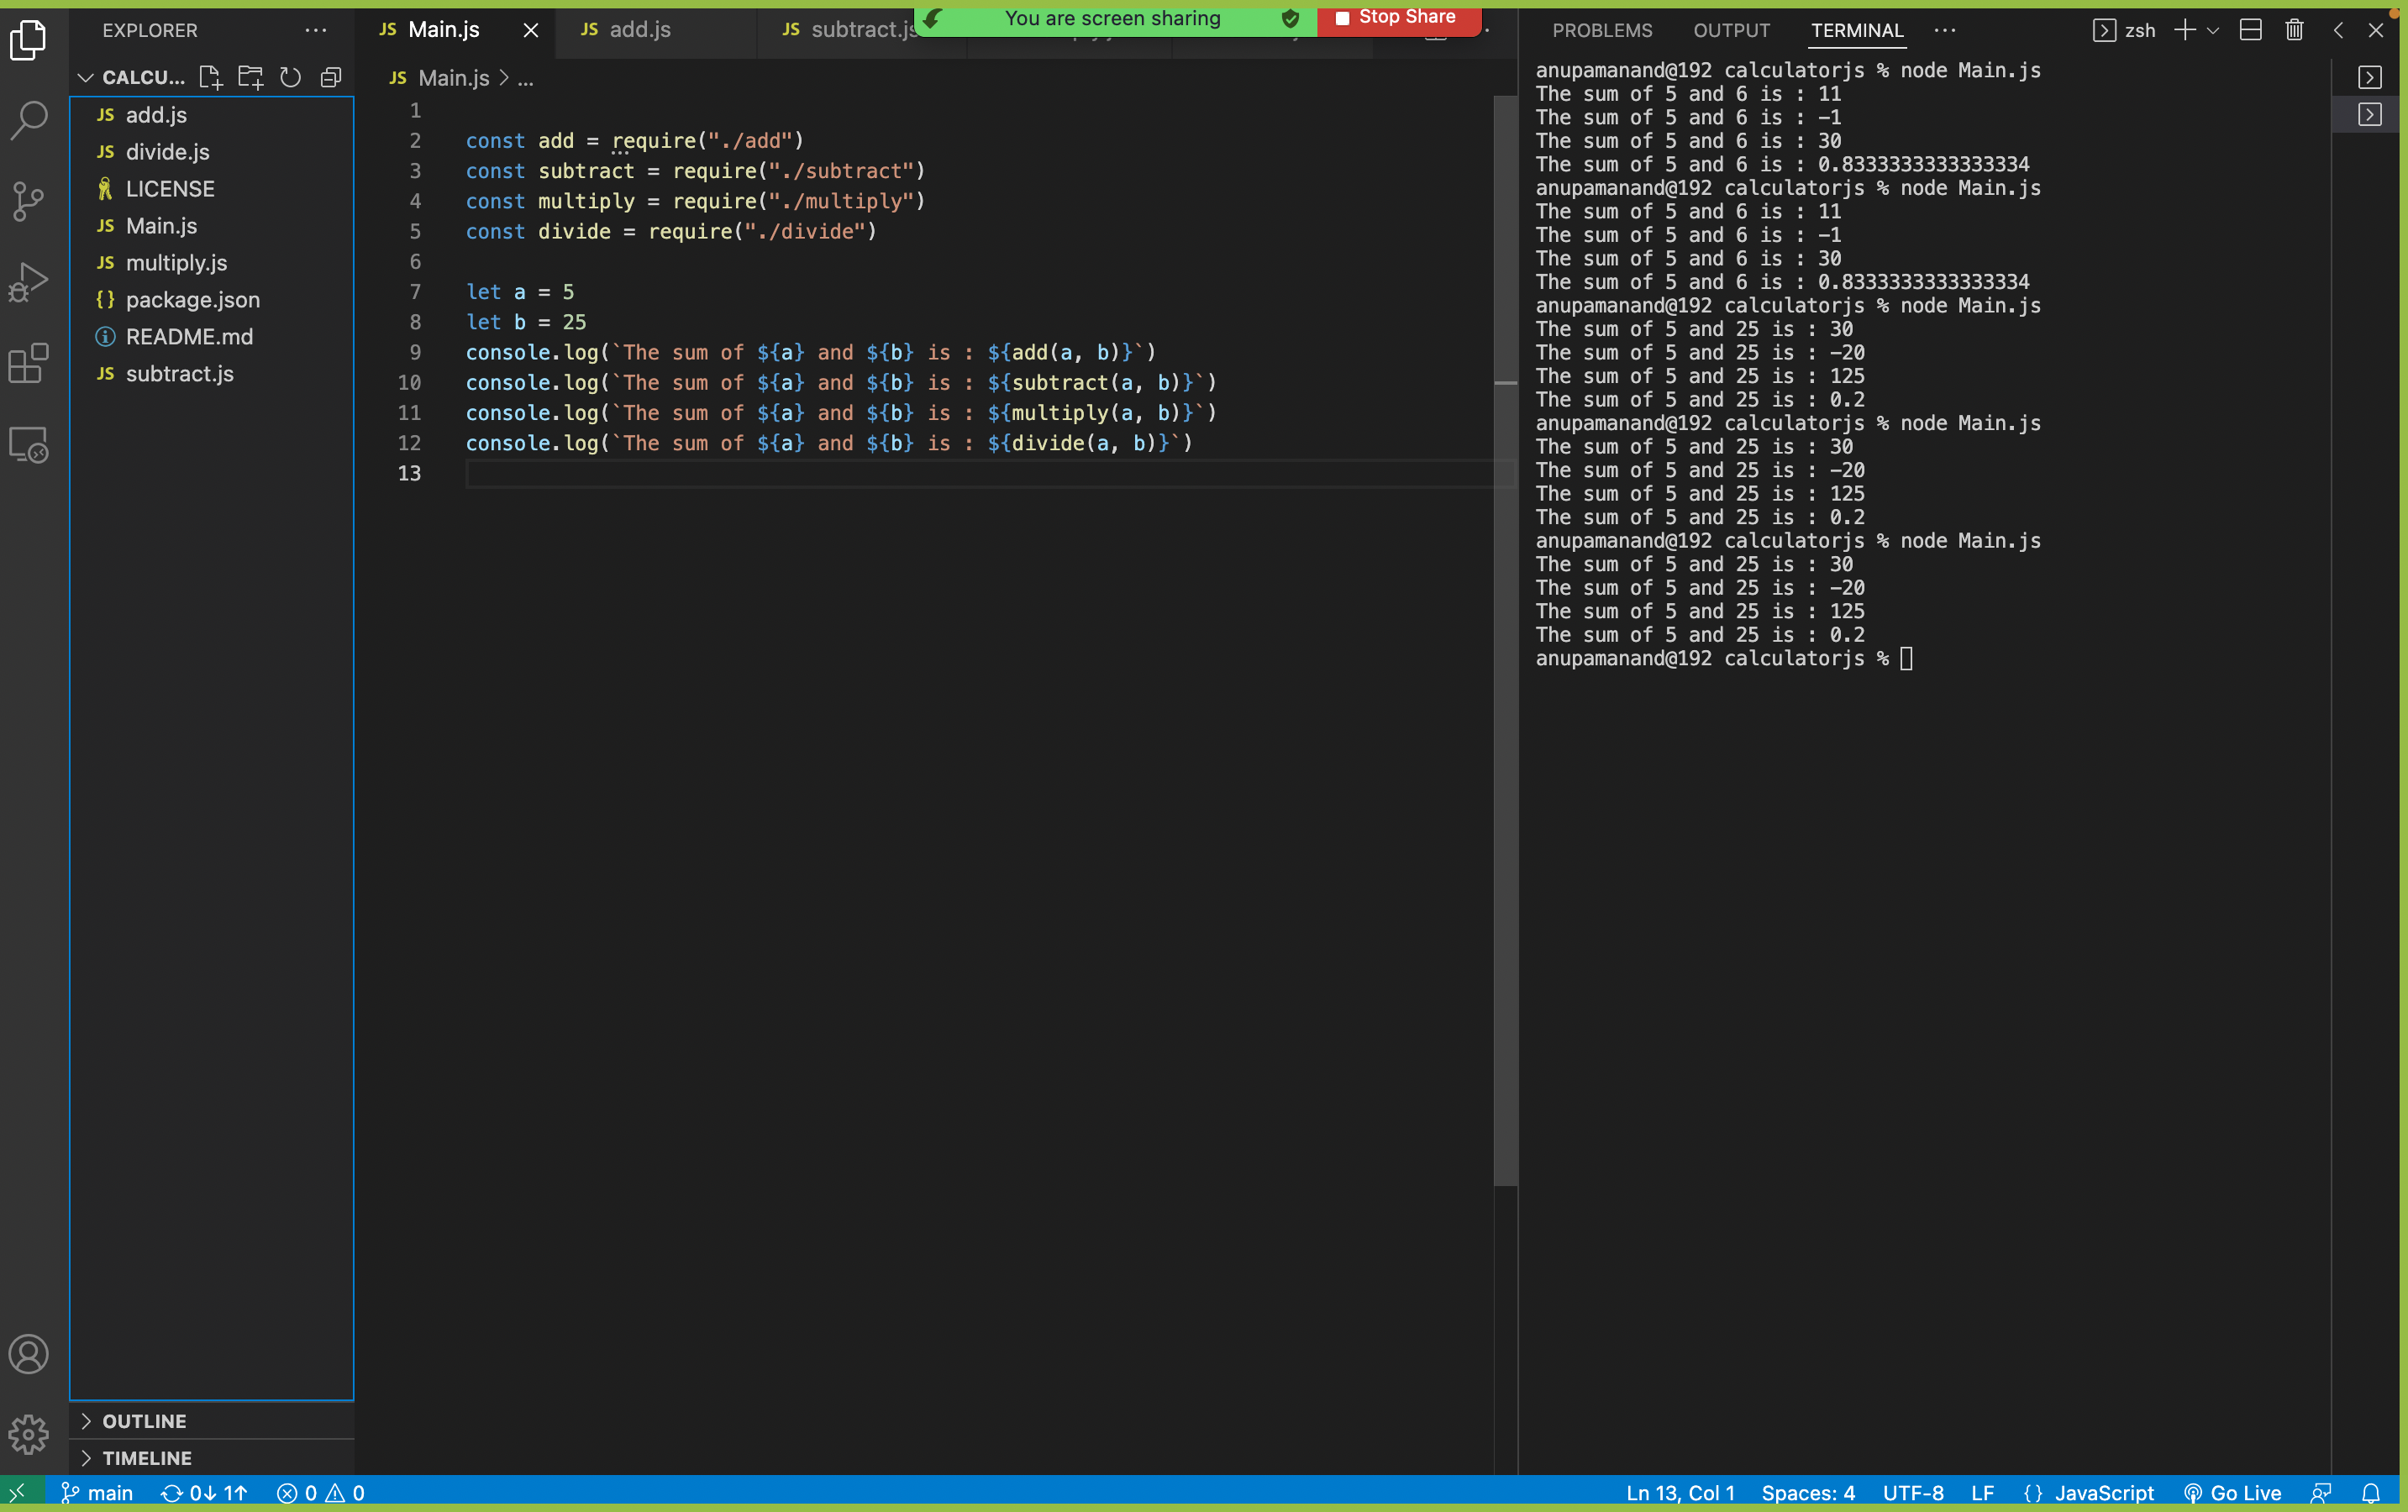 EXPLORER
CALCU...
add.js
divide.js
LICENSE
Main.js
multiply.js
package.json
README.md
subtract.js
OUTLINE
TIMELINE
JS Main.js
JS add.js
JS subtract.js
You are screen sharing
Stop Share
JS Main.js > ...
1
2 const add = require("./add")
3 const subtract = require("./subtract")
4 const multiply = require("./multiply")
5 const divide = require("./divide")
6
7 let a = 5
8 let b = 25
9 console.log(`The sum of ${a} and ${b} is : ${add(a, b)}`)
10 console.log(`The sum of ${a} and ${b} is : ${subtract(a, b)}`)
11 console.log(`The sum of ${a} and ${b} is : ${multiply(a, b)}`)
12 console.log(`The sum of ${a} and ${b} is : ${divide(a, b)}`)
13
PROBLEMS OUTPUT TERMINAL ... zsh
anupamanand@192 calculatorjs % node Main.js
The sum of 5 and 6 is : 11
The sum of 5 and 6 is : -1
The sum of 5 and 6 is : 30
The sum of 5 and 6 is : 0.8333333333333334
anupamanand@192 calculatorjs % node Main.js
The sum of 5 and 6 is : 11
The sum of 5 and 6 is : -1
The sum of 5 and 6 is : 30
The sum of 5 and 6 is : 0.8333333333333334
anupamanand@192 calculatorjs % node Main.js
The sum of 5 and 25 is : 30
The sum of 5 and 25 is : -20
The sum of 5 and 25 is : 125
The sum of 5 and 25 is : 0.2
anupamanand@192 calculatorjs % node Main.js
The sum of 5 and 25 is : 30
The sum of 5 and 25 is : -20
The sum of 5 and 25 is : 125
The sum of 5 and 25 is : 0.2
anupamanand@192 calculatorjs % node Main.js
The sum of 5 and 25 is : 30
The sum of 5 and 25 is : -20
The sum of 5 and 25 is : 125
The sum of 5 and 25 is : 0.2
anupamanand@192 calculatorjs %
main 0↓ 1↑ 0 0 Ln 13, Col 1 Spaces: 4 UTF-8 LF {} JavaScript Go Live